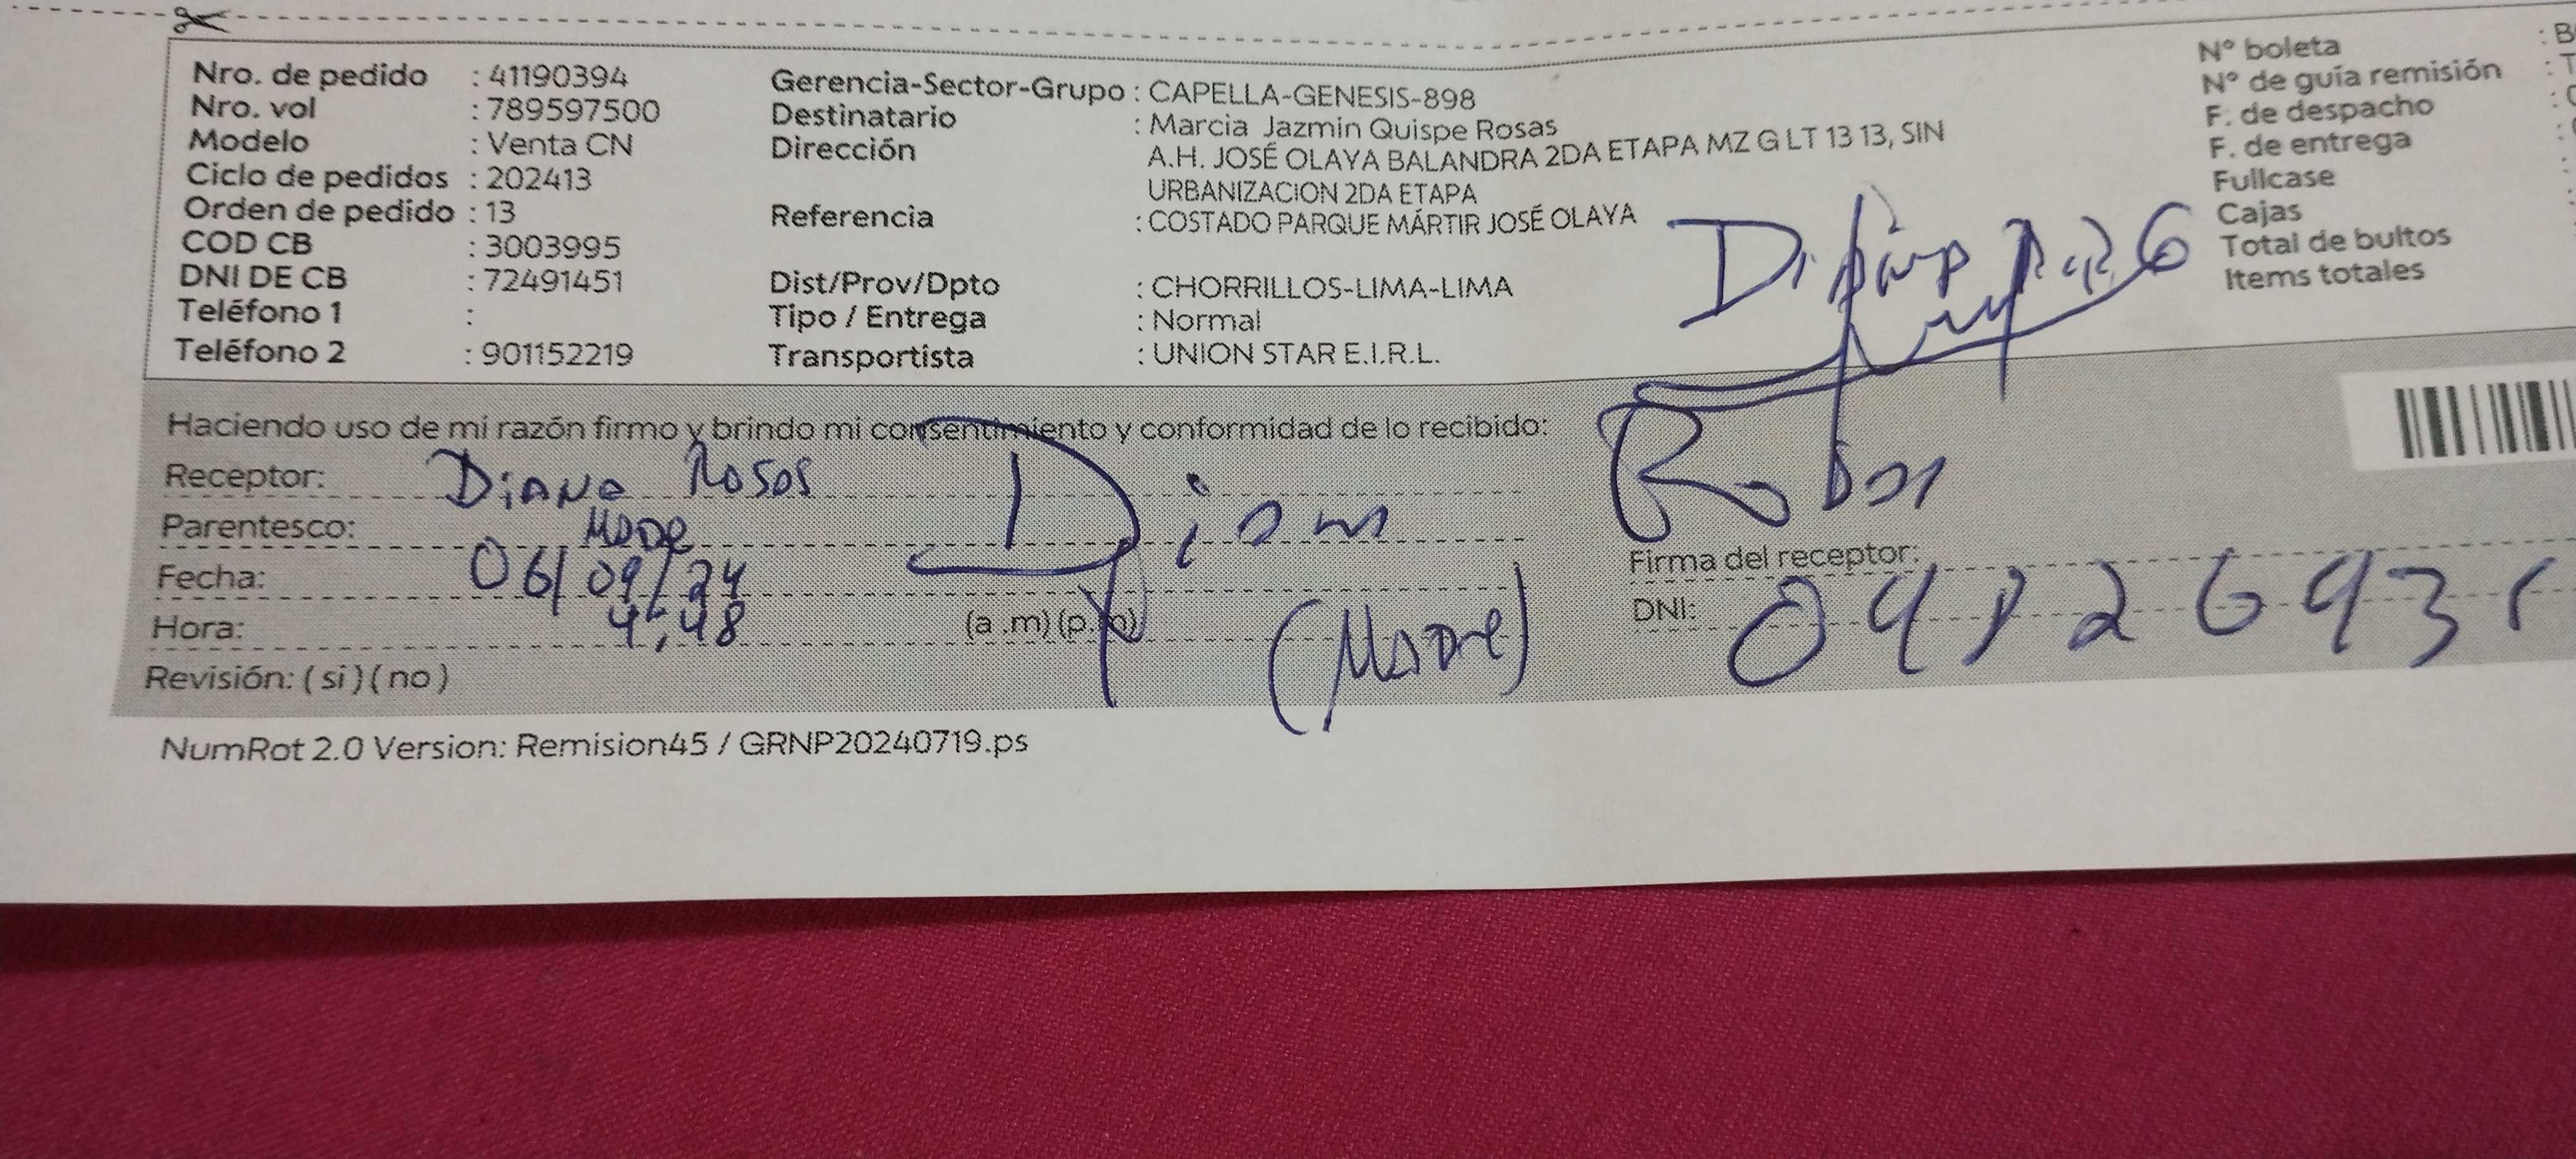 Nro. de pedido : 41190394
Nro. vol : 789597500
Modelo : Venta CN
Ciclo de pedidos : 202413
Orden de pedido : 13
COD CB : 3003995
DNI DE CB : 72491451
Teléfono 1 :
Teléfono 2 : 901152219
Gerencia-Sector-Grupo : CAPELLA-GENESIS-898
Destinatario : Marcia Jazmin Quispe Rosas
Dirección A.H. JOSÉ OLAYA BALANDRA 2DA ETAPA MZ G LT 13 13, SIN
URBANIZACION 2DA ETAPA
Referencia : COSTADO PARQUE MÁRTIR JOSÉ OLAYA
Dist/Prov/Dpto : CHORRILLOS-LIMA-LIMA
Tipo / Entrega : Normal
Transportista : UNION STAR E.I.R.L.
N° boleta : B
N° de guía remisión : T
F. de despacho :
F. de entrega :
Fullcase :
Cajas
Total de bultos
Items totales
Haciendo uso de mi razón firmo y brindo mi consentimiento y conformidad de lo recibido:
Receptor: Diana Rosas
Parentesco: Madre
Fecha: 06/09/24
Hora: 4:48 (a .m) (p.m)
Revisión: ( si ) ( no )
Diana
(Madre)
Firma del receptor:
DNI:
NumRot 2.0 Version: Remision45 / GRNP20240719.ps